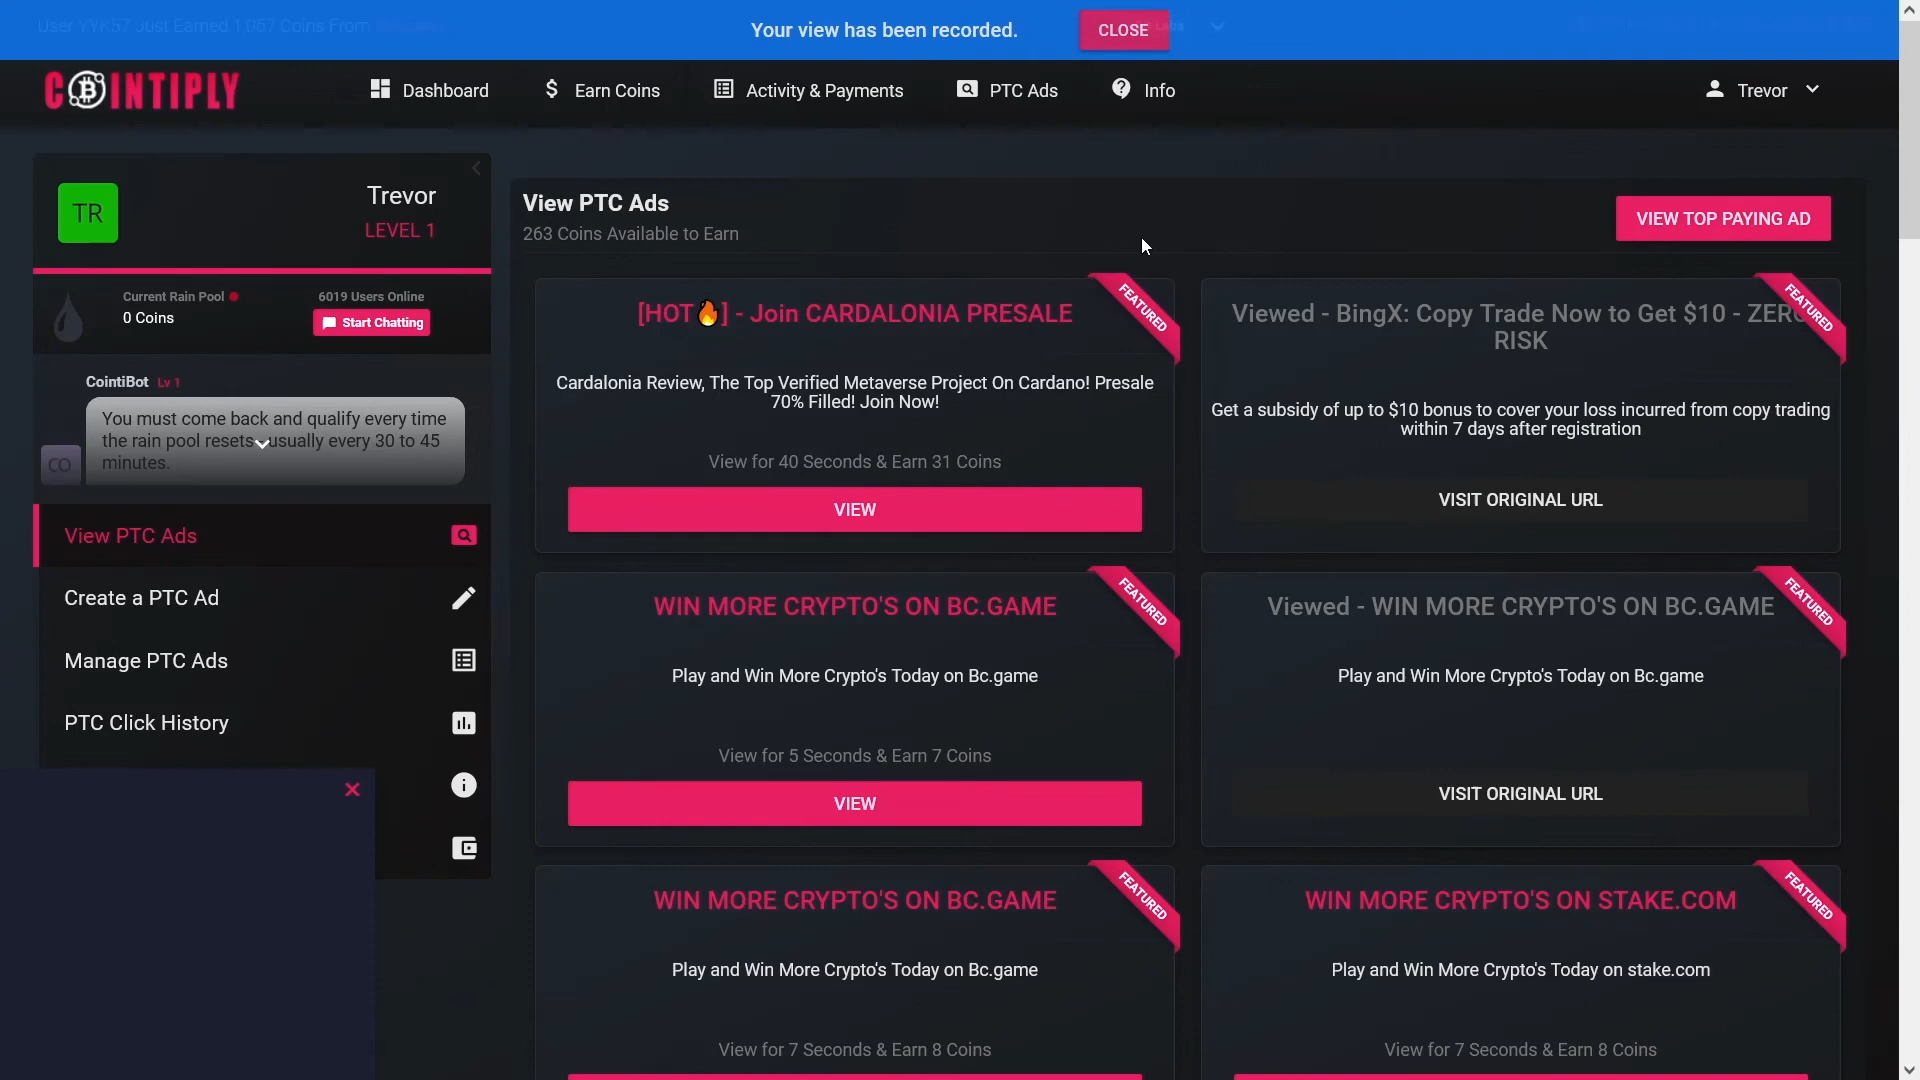 User YYK57 Just Earned 1,067 Coins From
Your view has been recorded.
CLOSE
COINTIPLY
Dashboard
Earn Coins
Activity & Payments
PTC Ads
Info
Trevor
TR
Trevor
LEVEL 1
Current Rain Pool
0 Coins
6019 Users Online
Start Chatting
CointiBot Lv 1
You must come back and qualify every time
the rain pool resets - usually every 30 to 45
minutes.
CO
View PTC Ads
Create a PTC Ad
Manage PTC Ads
PTC Click History
View PTC Ads
263 Coins Available to Earn
VIEW TOP PAYING AD
FEATURED
[HOT🔥] - Join CARDALONIA PRESALE
Cardalonia Review, The Top Verified Metaverse Project On Cardano! Presale
70% Filled! Join Now!
View for 40 Seconds & Earn 31 Coins
VIEW
FEATURED
Viewed - BingX: Copy Trade Now to Get $10 - ZERO
RISK
Get a subsidy of up to $10 bonus to cover your loss incurred from copy trading
within 7 days after registration
VISIT ORIGINAL URL
FEATURED
WIN MORE CRYPTO'S ON BC.GAME
Play and Win More Crypto's Today on Bc.game
View for 5 Seconds & Earn 7 Coins
VIEW
FEATURED
Viewed - WIN MORE CRYPTO'S ON BC.GAME
Play and Win More Crypto's Today on Bc.game
VISIT ORIGINAL URL
FEATURED
WIN MORE CRYPTO'S ON BC.GAME
Play and Win More Crypto's Today on Bc.game
View for 7 Seconds & Earn 8 Coins
FEATURED
WIN MORE CRYPTO'S ON STAKE.COM
Play and Win More Crypto's Today on stake.com
View for 7 Seconds & Earn 8 Coins